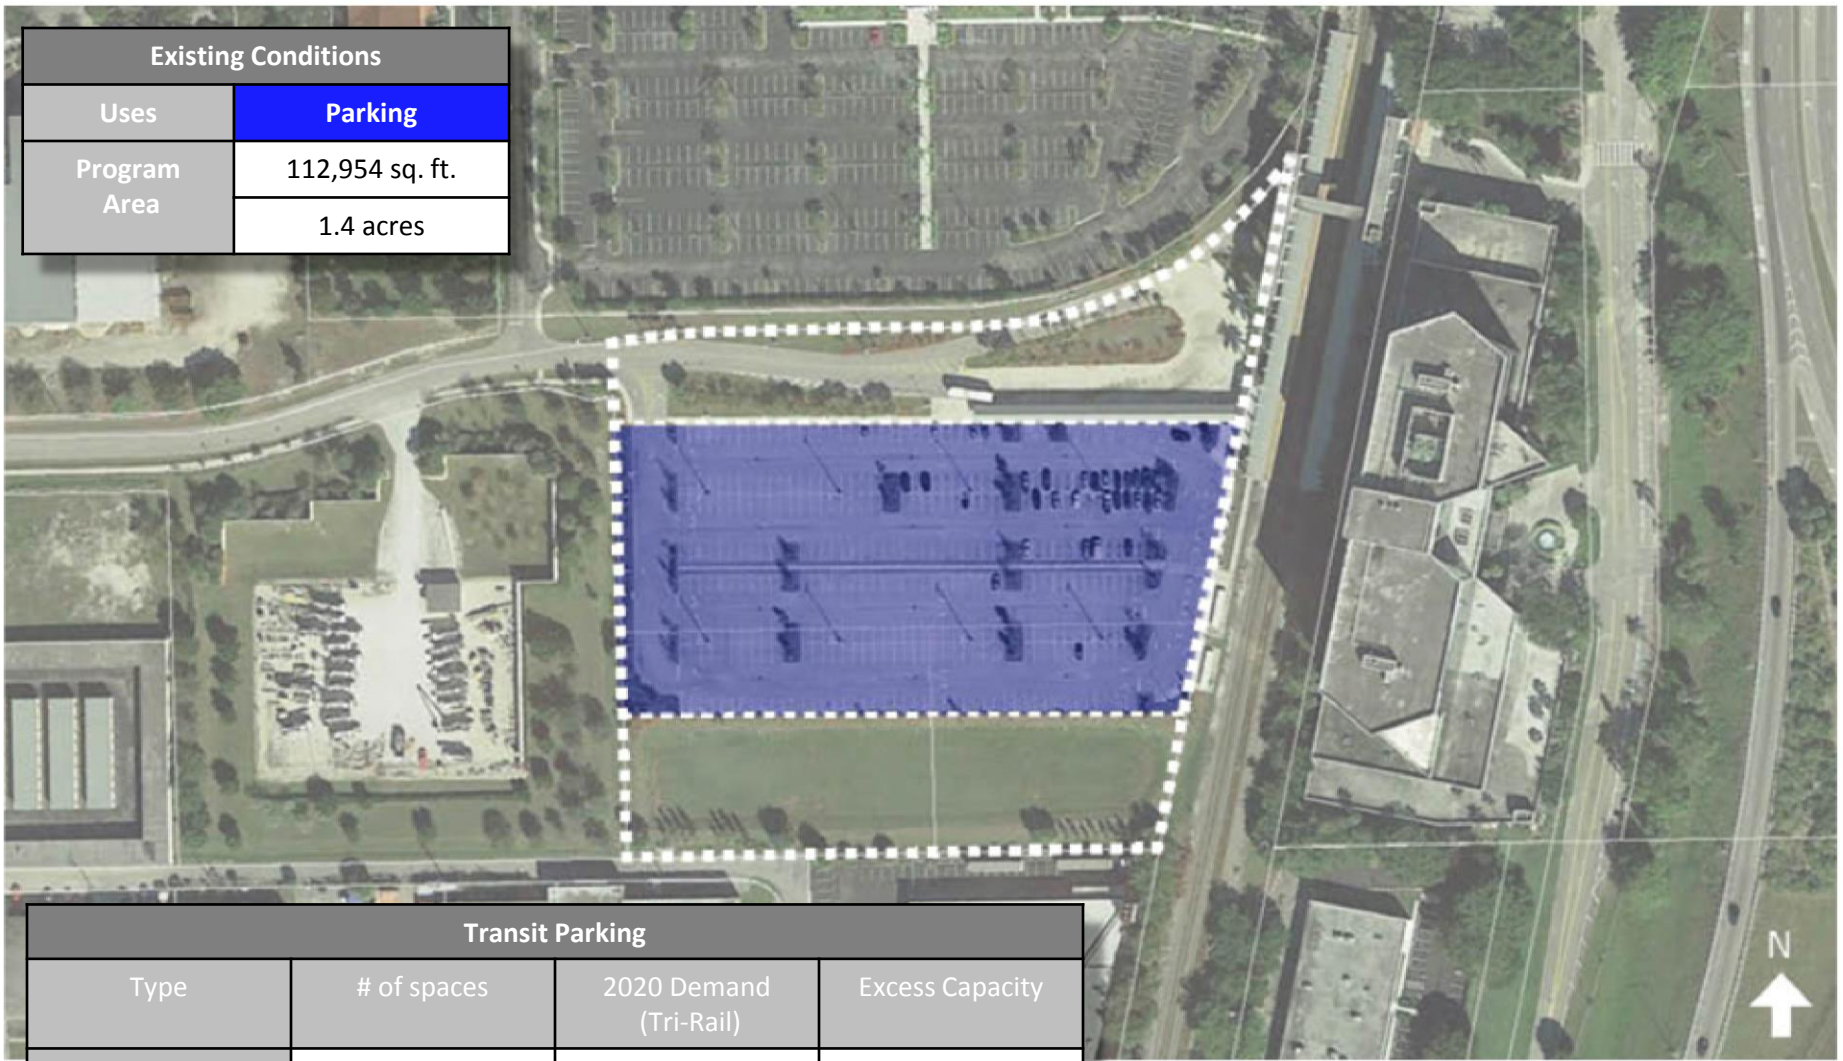 Existing Conditions
Uses
Parking
Program
Area
112,954 sq. ft.
1.4 acres
N
Transit Parking
Type
# of spaces
2020 Demand
(Tri-Rail)
Excess Capacity